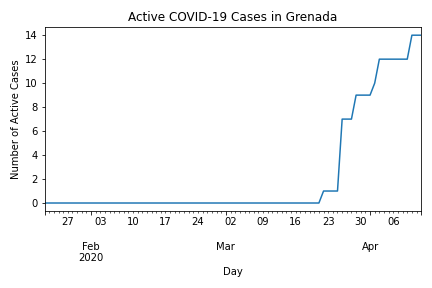 Active COVID-19 Cases in Grenada
Number of Active Cases
14
12
10
8
6
4
2
0
27 03 10 17 24 02 09 16 23 30 06
Feb Mar Apr
2020
Day